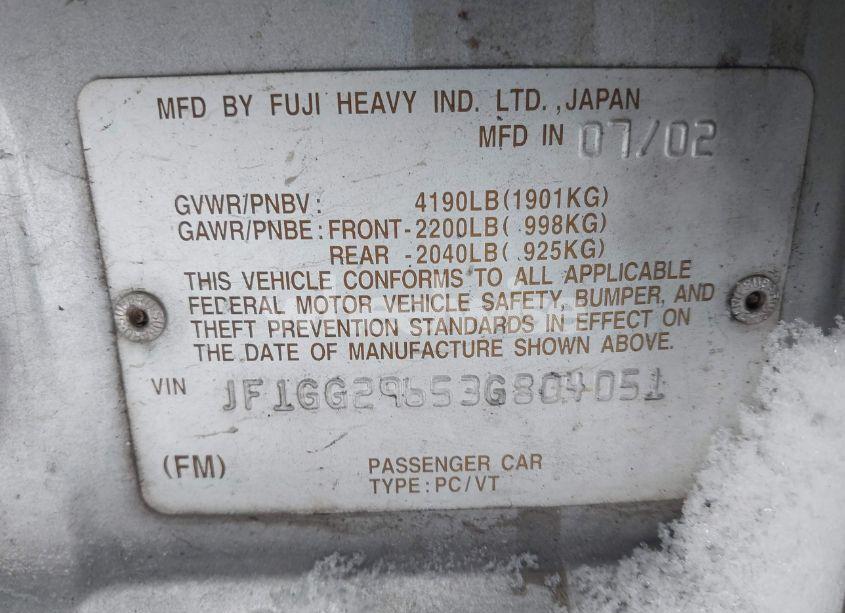 MFD BY FUJI HEAVY IND. LTD.,JAPAN
MFD IN 07/02
GVWR/PNBV: 4190LB(1901KG)
GAWR/PNBE: FRONT-2200LB( .998KG)
REAR -2040LB( .925KG)
THIS VEHICLE CONFORMS TO ALL APPLICABLE
FEDERAL MOTOR VEHICLE SAFETY, BUMPER, AND
THEFT PREVENTION STANDARDS IN EFFECT ON
THE DATE OF MANUFACTURE SHOWN ABOVE.
VIN JF1GG29653G804051
(FM) PASSENGER CAR
TYPE: PC/VT